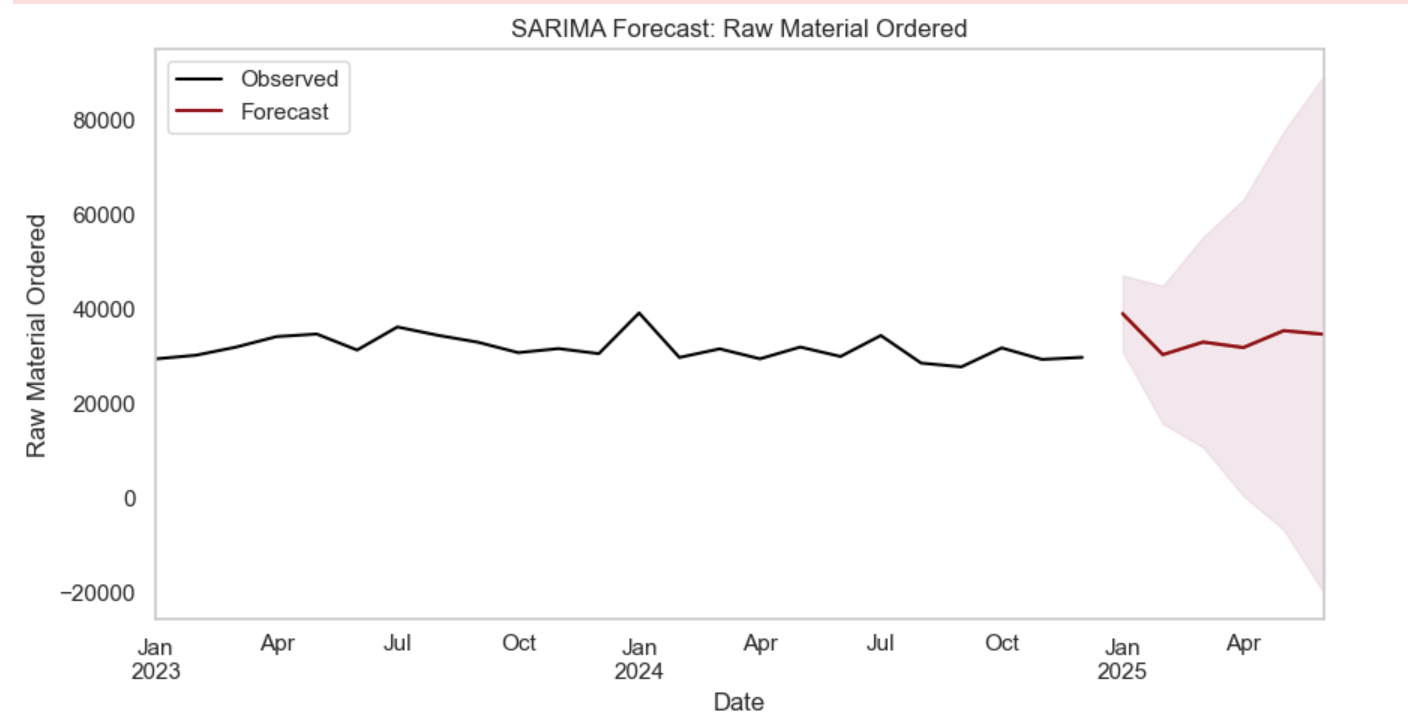 SARIMA Forecast: Raw Material Ordered
Observed
Forecast
Raw Material Ordered
80000
60000
40000
20000
0
−20000
Jan
2023
Apr
Jul
Oct
Jan
2024
Apr
Jul
Oct
Jan
2025
Apr
Date